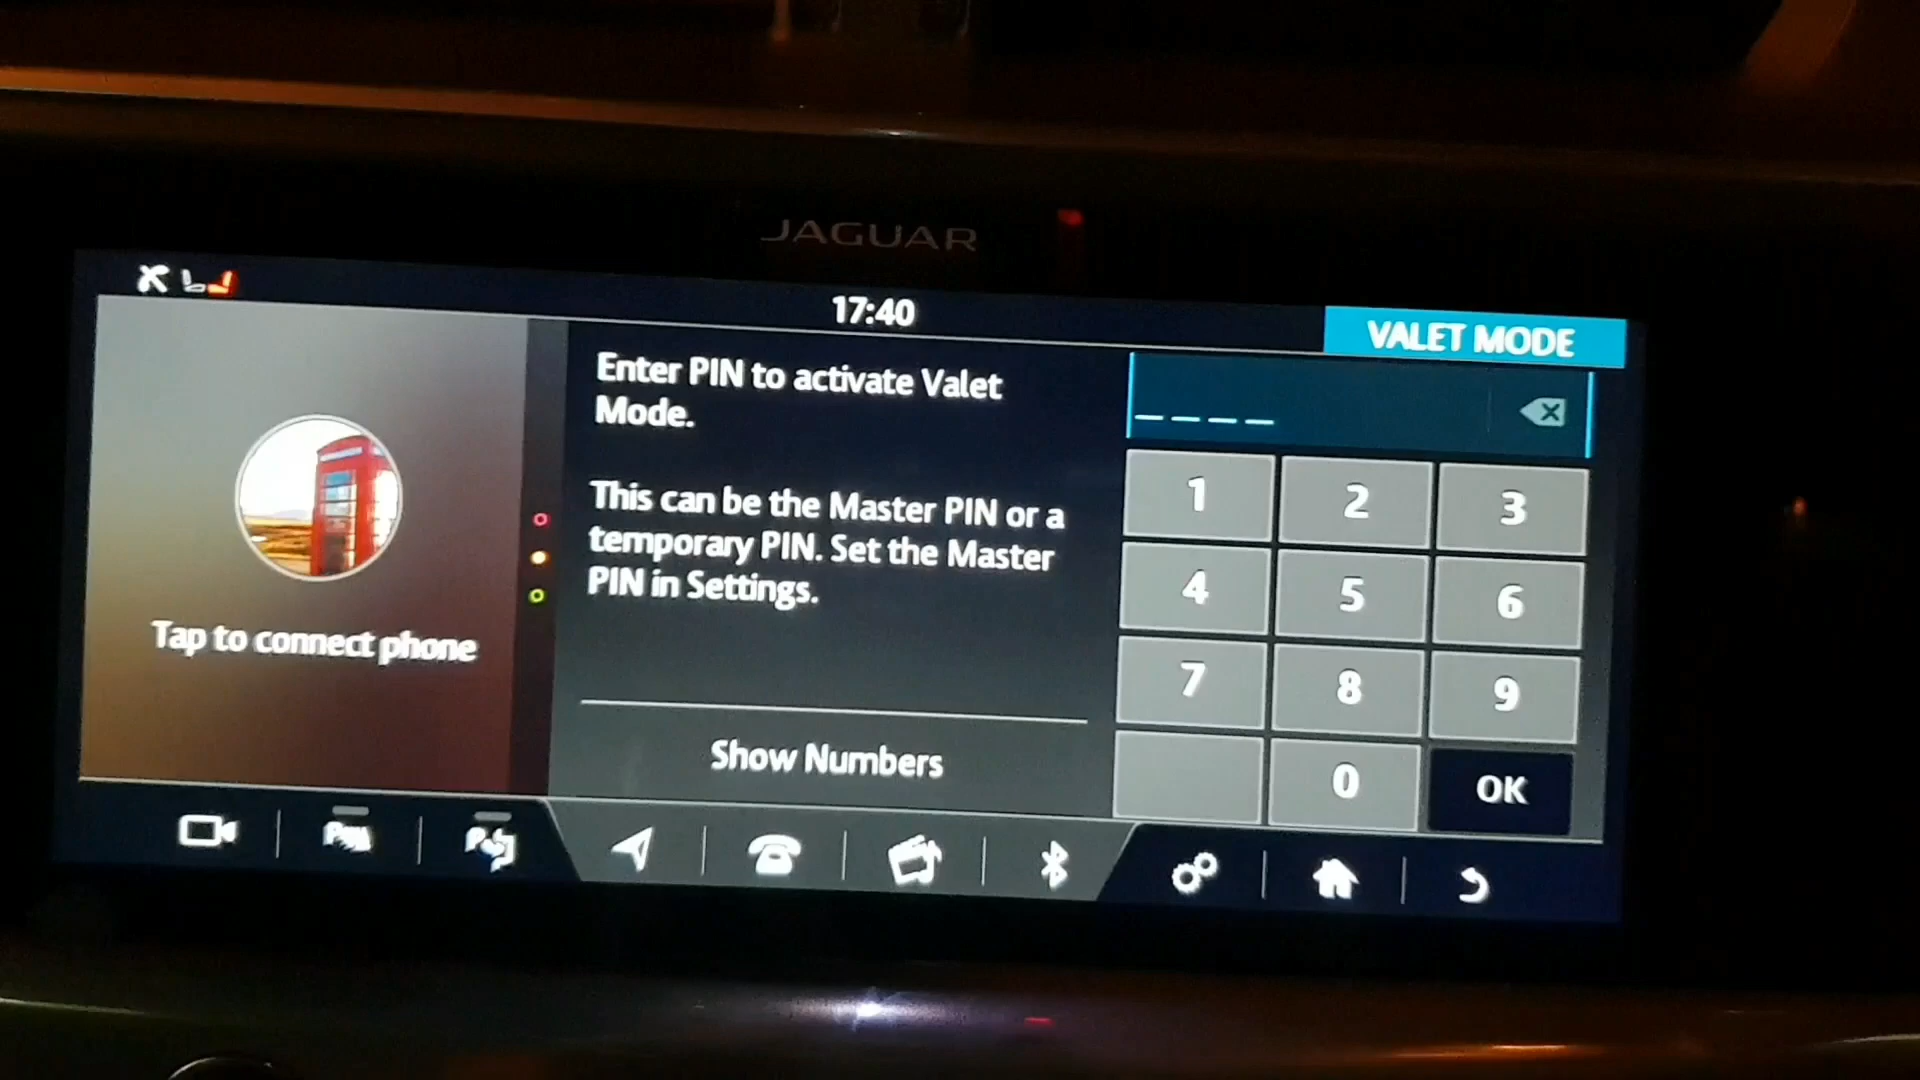 JAGUAR
17:40
VALET MODE
Enter PIN to activate Valet
Mode.
This can be the Master PIN or a
temporary PIN. Set the Master
PIN in Settings.
Show Numbers
Tap to connect phone
1 2 3
4 5 6
7 8 9
0 OK